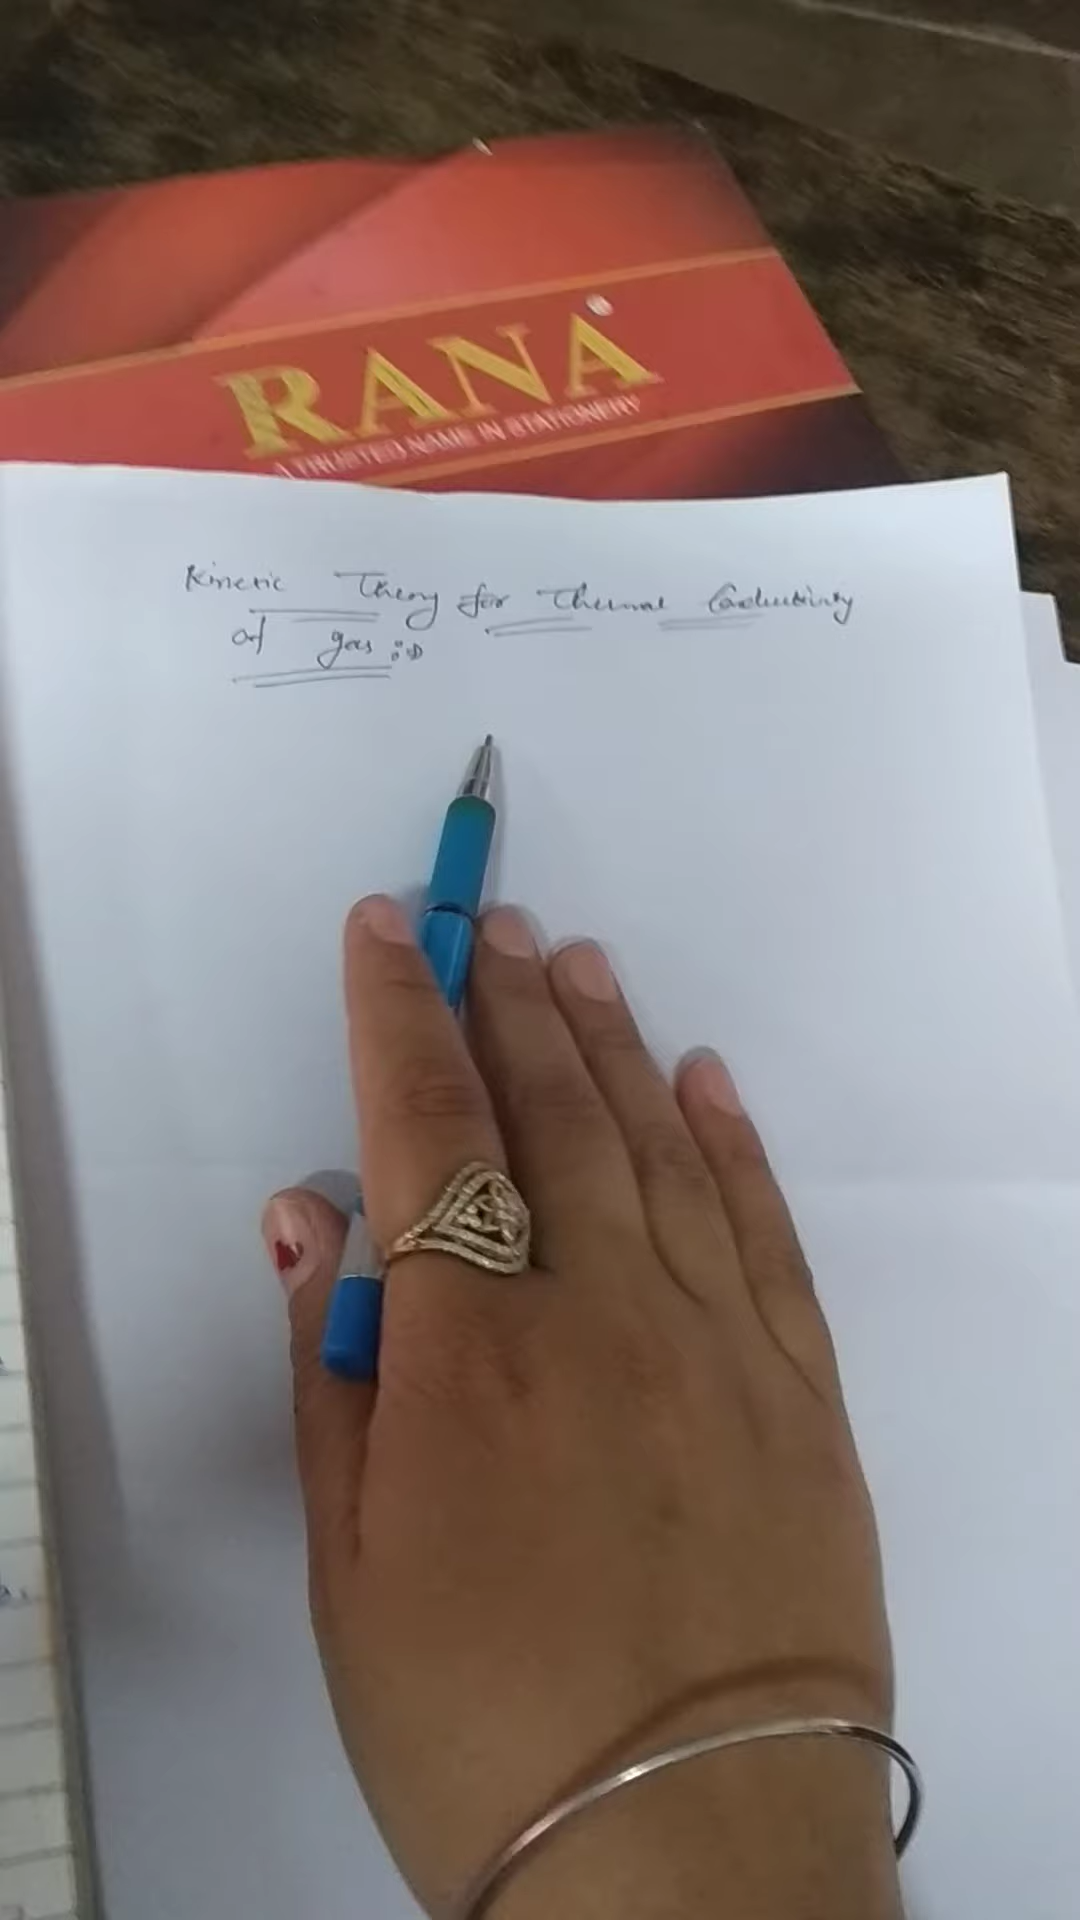 RANA
A TRUSTED NAME IN STATIONERY
Kinetic Theory for Thermal Conductivity
of gas :-